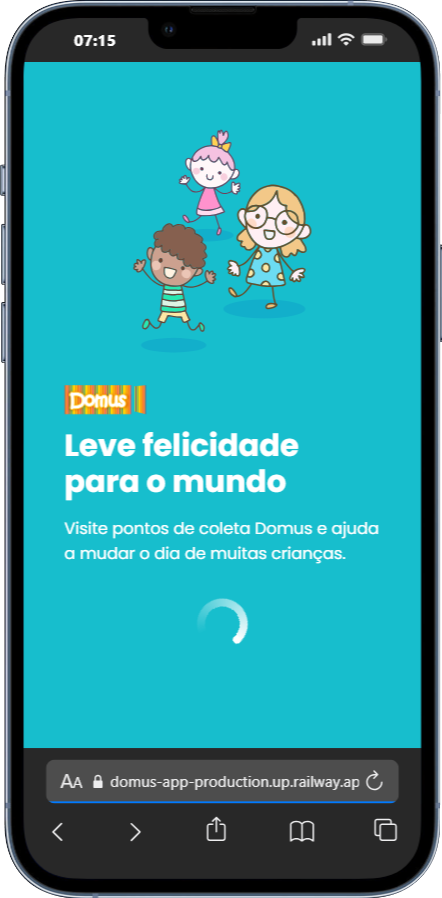 07:15
Domus
Leve felicidade
para o mundo
Visite pontos de coleta Domus e ajuda
a mudar o dia de muitas crianças.
AA domus-app-production.up.railway.ap